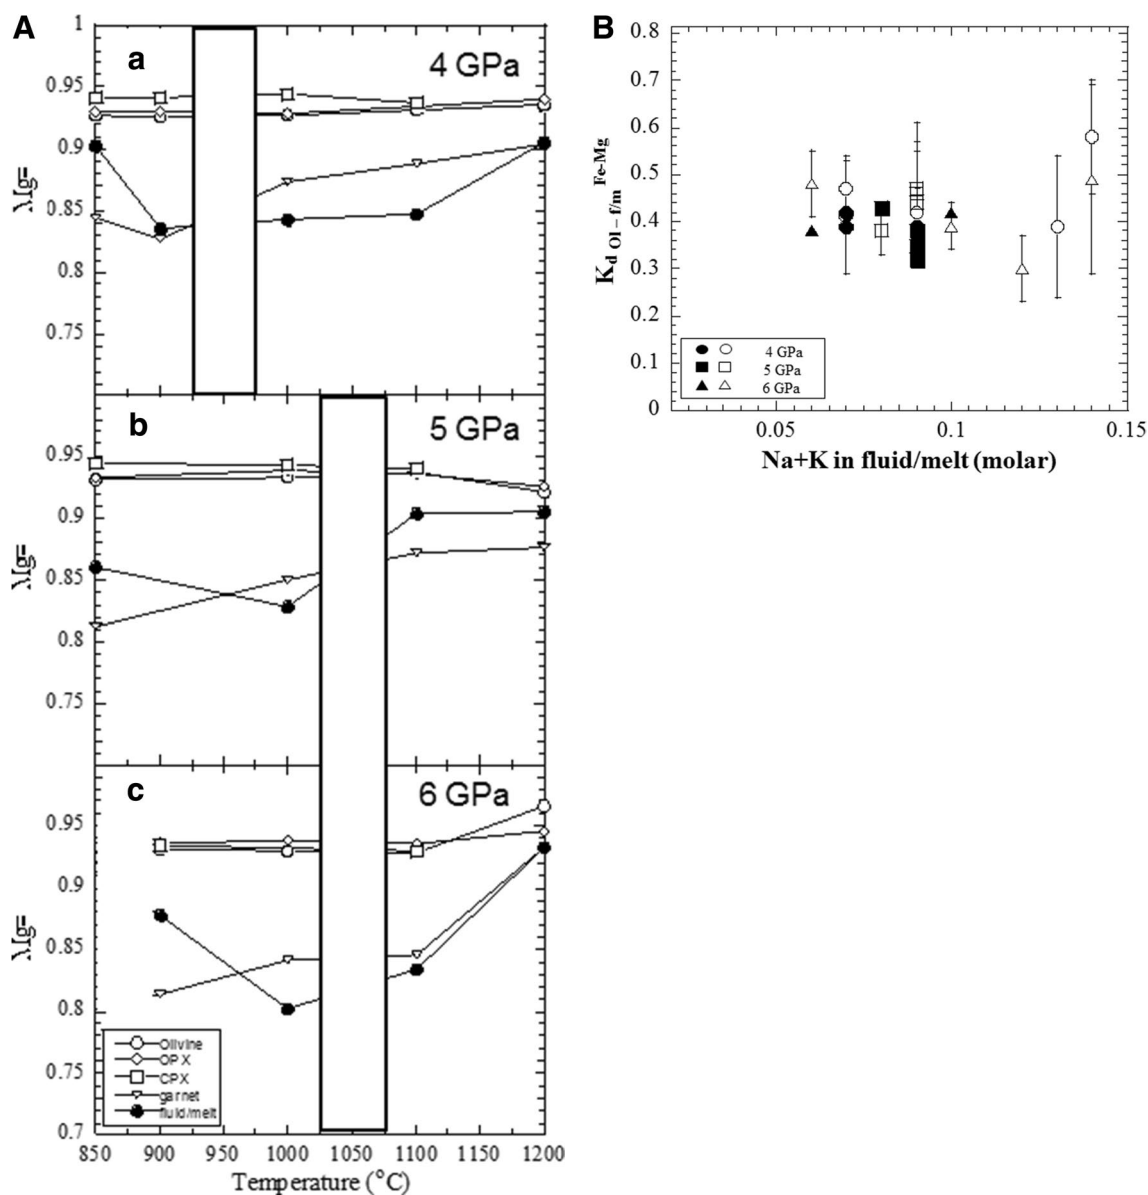 A
a
4 GPa
1
0.95
0.9
0.85
0.8
0.75
Mg#
b
5 GPa
0.95
0.9
0.85
0.8
0.75
Mg#
c
6 GPa
0.95
0.9
0.85
0.8
0.75
0.7
Mg#
Olivine
OPX
CPX
garnet
fluid/melt
850 900 950 1000 1050 1100 1150 1200
Temperature (°C)
B
0.8
0.7
0.6
0.5
0.4
0.3
0.2
0.1
0
Kd Ol – f/m Fe-Mg
4 GPa
5 GPa
6 GPa
0.05 0.1 0.15
Na+K in fluid/melt (molar)